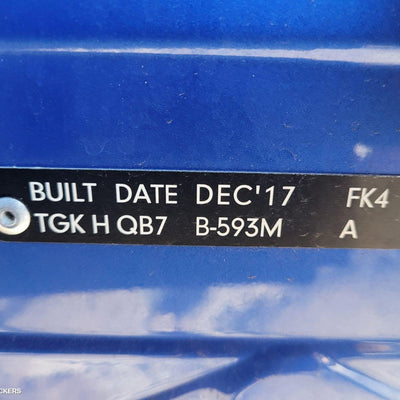 BUILT DATE DEC'17 FK4
TGK H QB7 B-593M A